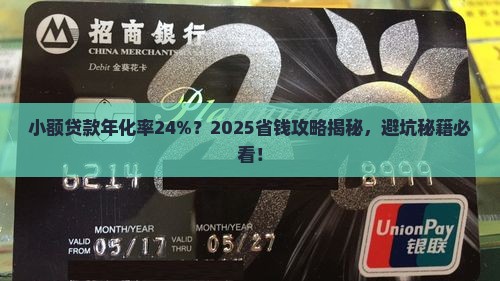 招商银行
CHINA MERCHANTS BANK
Debit 金葵花卡
Platinum
小额贷款年化率24%？2025省钱攻略揭秘，避坑秘籍必
看！
6214
8999
MONTH/YEAR
MONTH/YEAR
VALID FROM 05/17 VALID THRU 05/27
UnionPay
银联